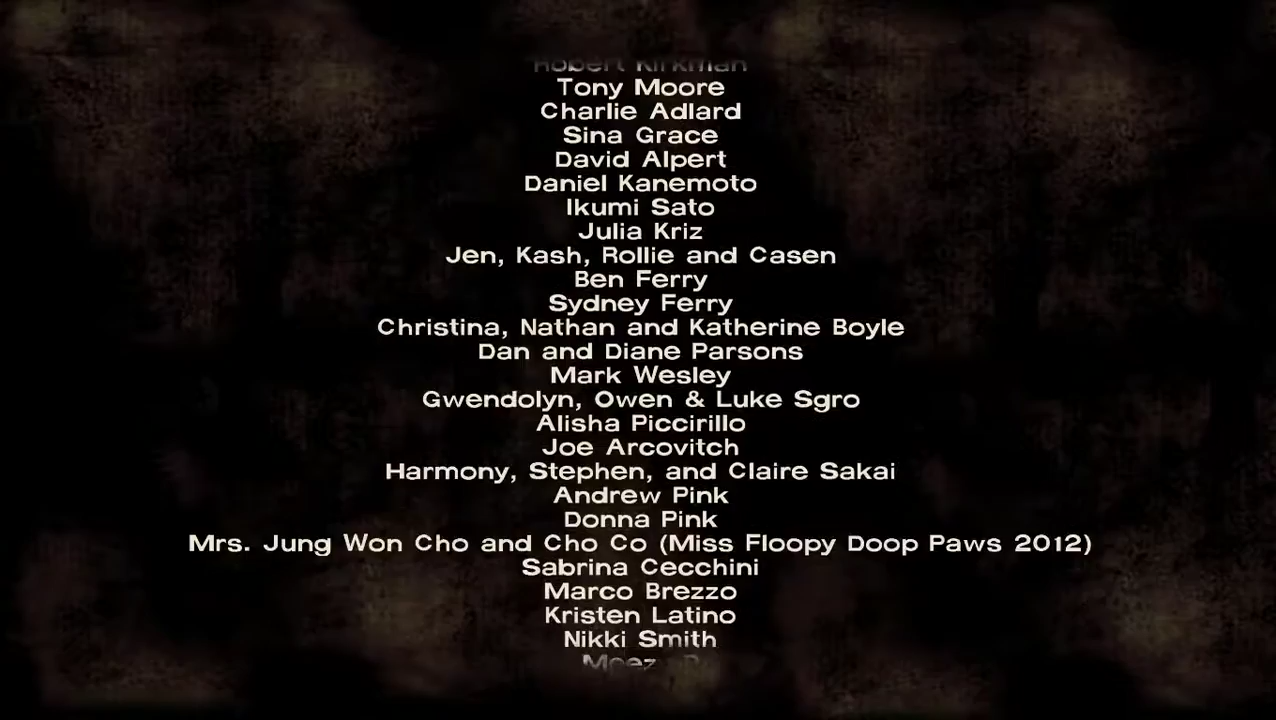 Robert Kirkman
Tony Moore
Charlie Adlard
Sina Grace
David Alpert
Daniel Kanemoto
Ikumi Sato
Julia Kriz
Jen, Kash, Rollie and Casen
Ben Ferry
Sydney Ferry
Christina, Nathan and Katherine Boyle
Dan and Diane Parsons
Mark Wesley
Gwendolyn, Owen & Luke Sgro
Alisha Piccirillo
Joe Arcovitch
Harmony, Stephen, and Claire Sakai
Andrew Pink
Donna Pink
Mrs. Jung Won Cho and Cho Co (Miss Floopy Doop Paws 2012)
Sabrina Cecchini
Marco Brezzo
Kristen Latino
Nikki Smith